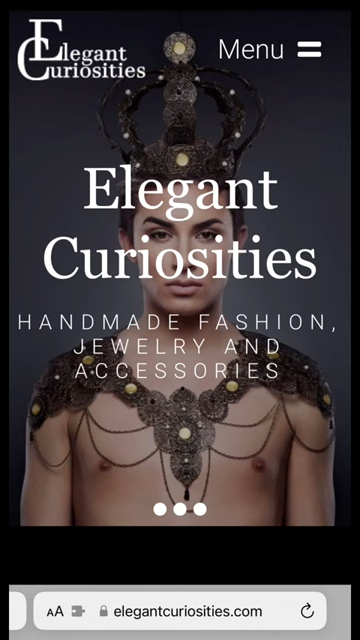 Elegant
Curiosities
Menu
Elegant
Curiosities
HANDMADE FASHION,
JEWELRY AND
ACCESSORIES
AA
elegantcuriosities.com